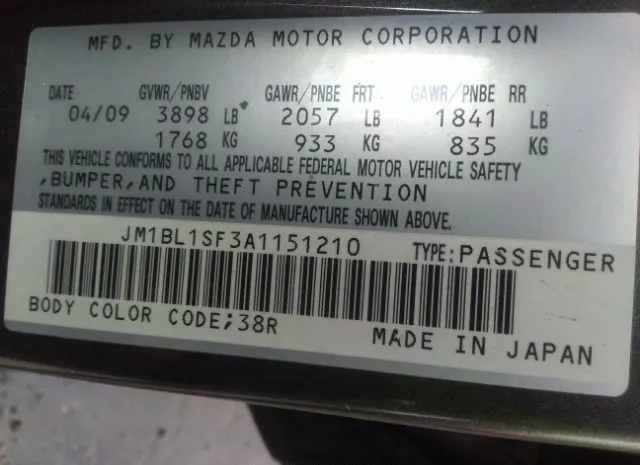 MFD. BY MAZDA MOTOR CORPORATION
DATE GVWR/PNBV GAWR/PNBE FRT GAWR/PNBE RR
04/09 3898 LB 2057 LB 1841 LB
1768 KG 933 KG 835 KG
THIS VEHICLE CONFORMS TO ALL APPLICABLE FEDERAL MOTOR VEHICLE SAFETY
,BUMPER,AND THEFT PREVENTION
STANDARDS IN EFFECT ON THE DATE OF MANUFACTURE SHOWN ABOVE.
JM1BL1SF3A1151210 TYPE:PASSENGER
BODY COLOR CODE;38R
MADE IN JAPAN